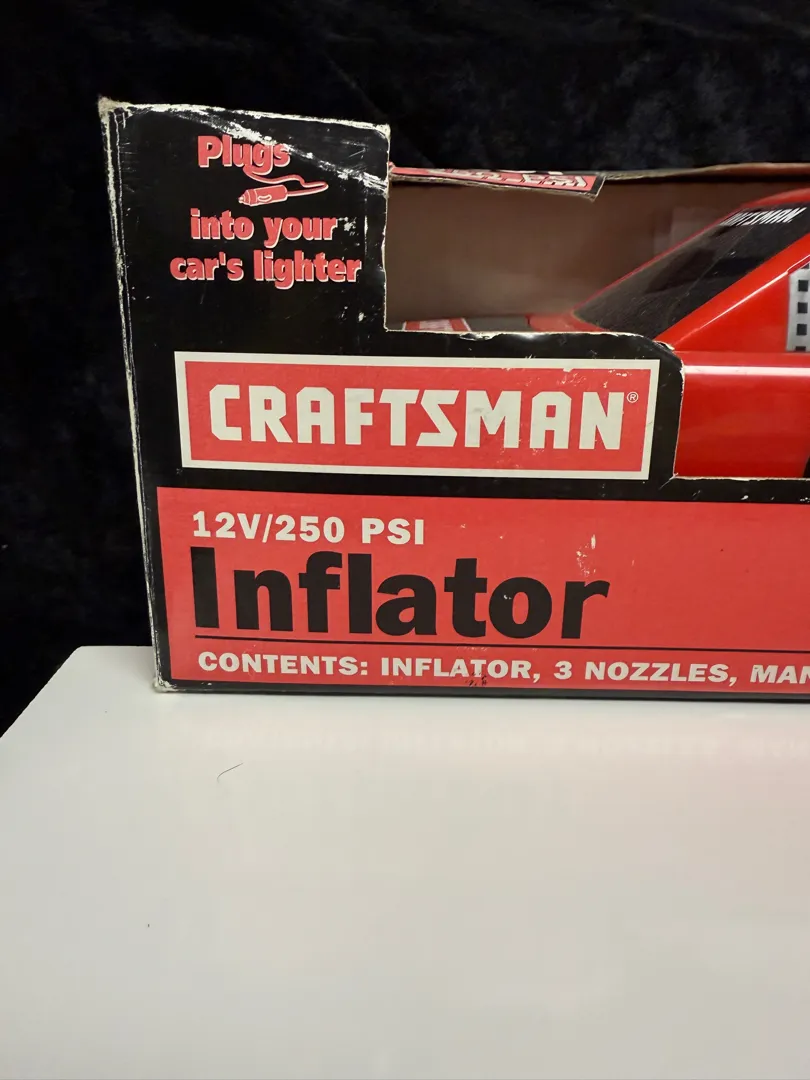 Plugs
into your
car's lighter
CRAFTSMAN®
12V/250 PSI
Inflator
CONTENTS: INFLATOR, 3 NOZZLES, MAN